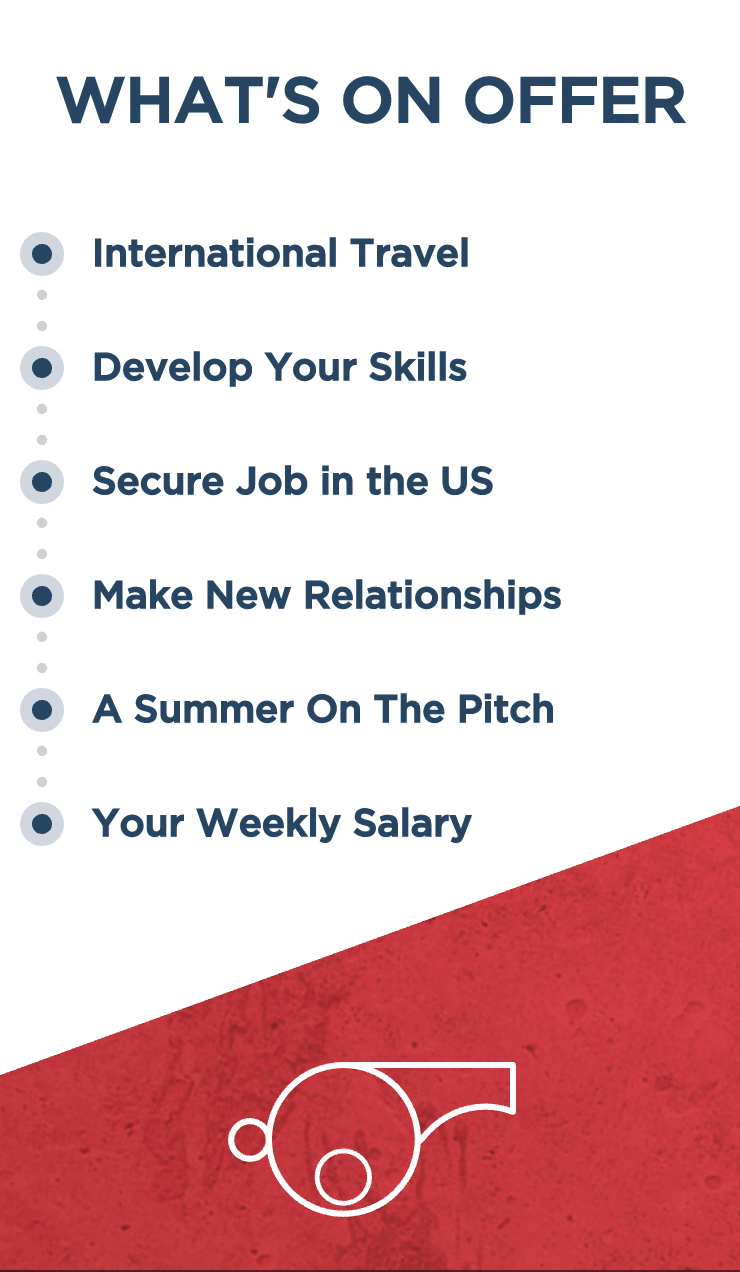 WHAT'S ON OFFER
International Travel
Develop Your Skills
Secure Job in the US
Make New Relationships
A Summer On The Pitch
Your Weekly Salary